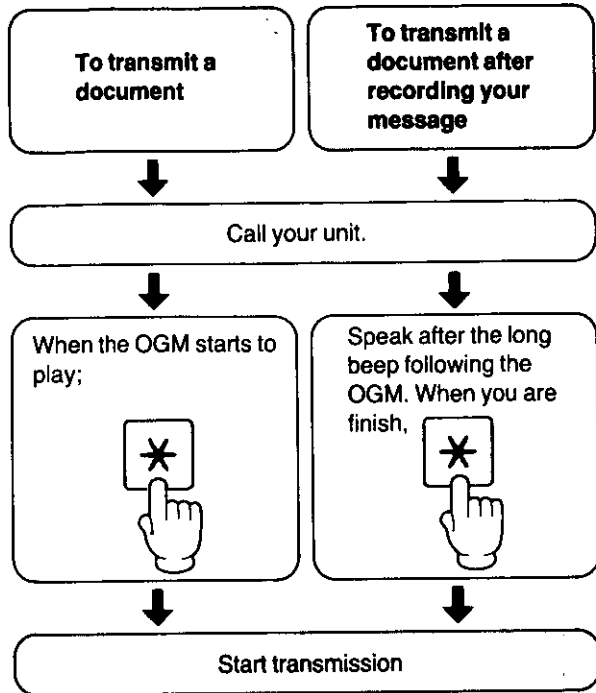 To transmit a
document
To transmit a
document after
recording your
message
Call your unit.
When the OGM starts to
play;
*
Speak after the long
beep following the
OGM. When you are
finish,
*
Start transmission